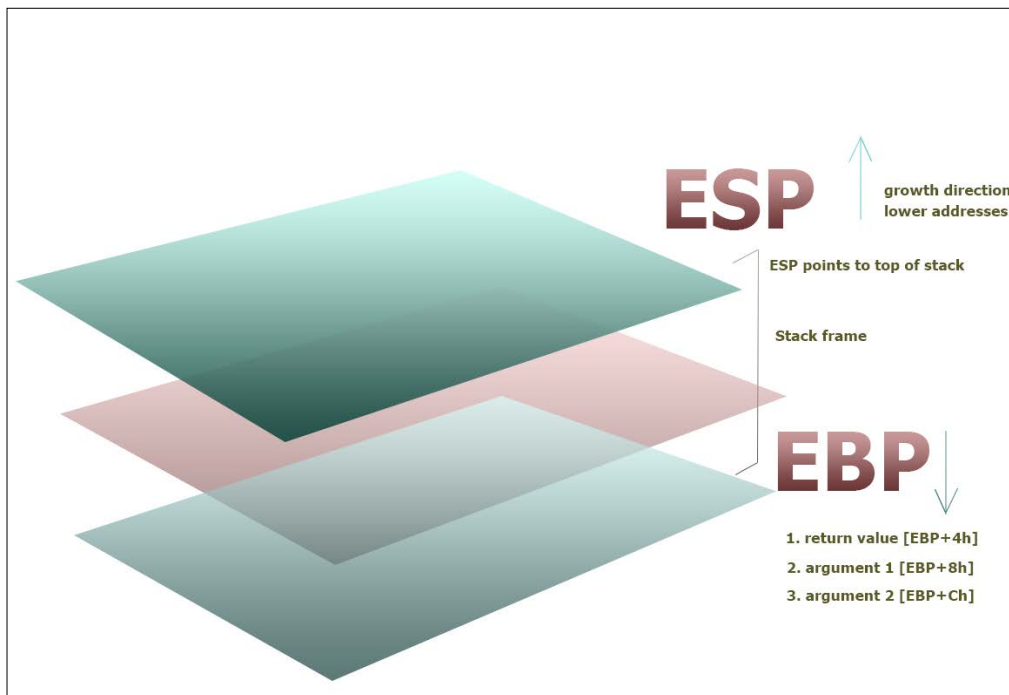 ESP
growth direction
lower addresses
ESP points to top of stack
Stack frame
EBP
1. return value [EBP+4h]
2. argument 1 [EBP+8h]
3. argument 2 [EBP+Ch]